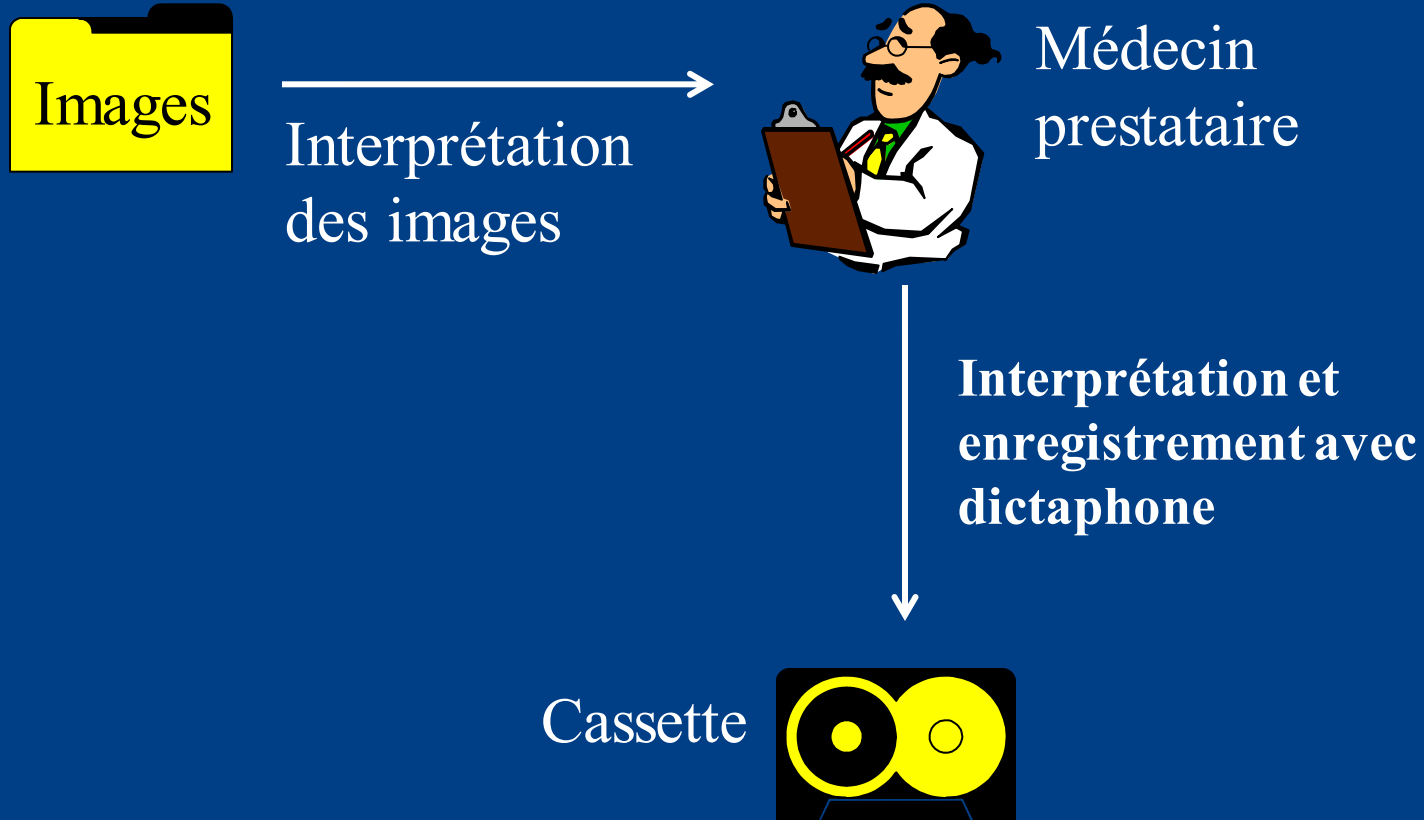 Images
Interprétation
des images
Médecin
prestataire
Interprétation et
enregistrement avec
dictaphone
Cassette